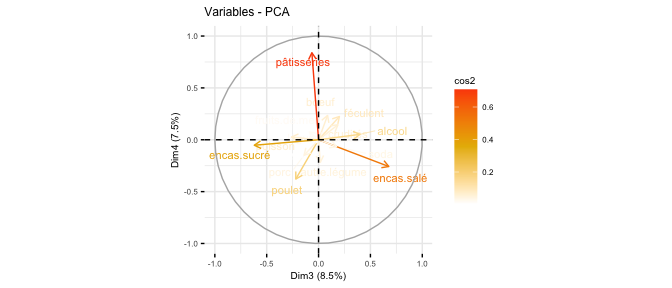 Variables - PCA
1.0
0.5
0.0
-0.5
-1.0
Dim4 (7.5%)
pâtisseries
féculent
alcool
encas.sucré
encas.salé
poulet
-1.0
-0.5
0.0
0.5
1.0
Dim3 (8.5%)
cos2
0.6
0.4
0.2